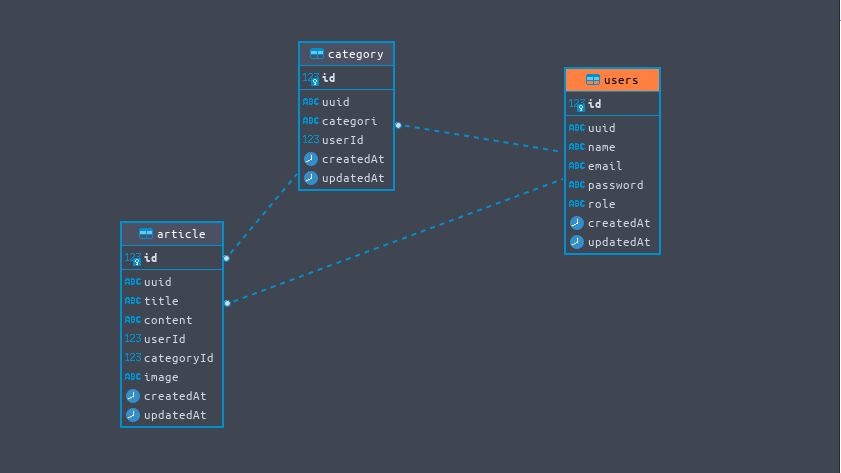 category
123 id
ABC uuid
ABC categori
123 userId
createdAt
updatedAt
users
123 id
ABC uuid
ABC name
ABC email
ABC password
ABC role
createdAt
updatedAt
article
123 id
ABC uuid
ABC title
ABC content
123 userId
123 categoryId
ABC image
createdAt
updatedAt